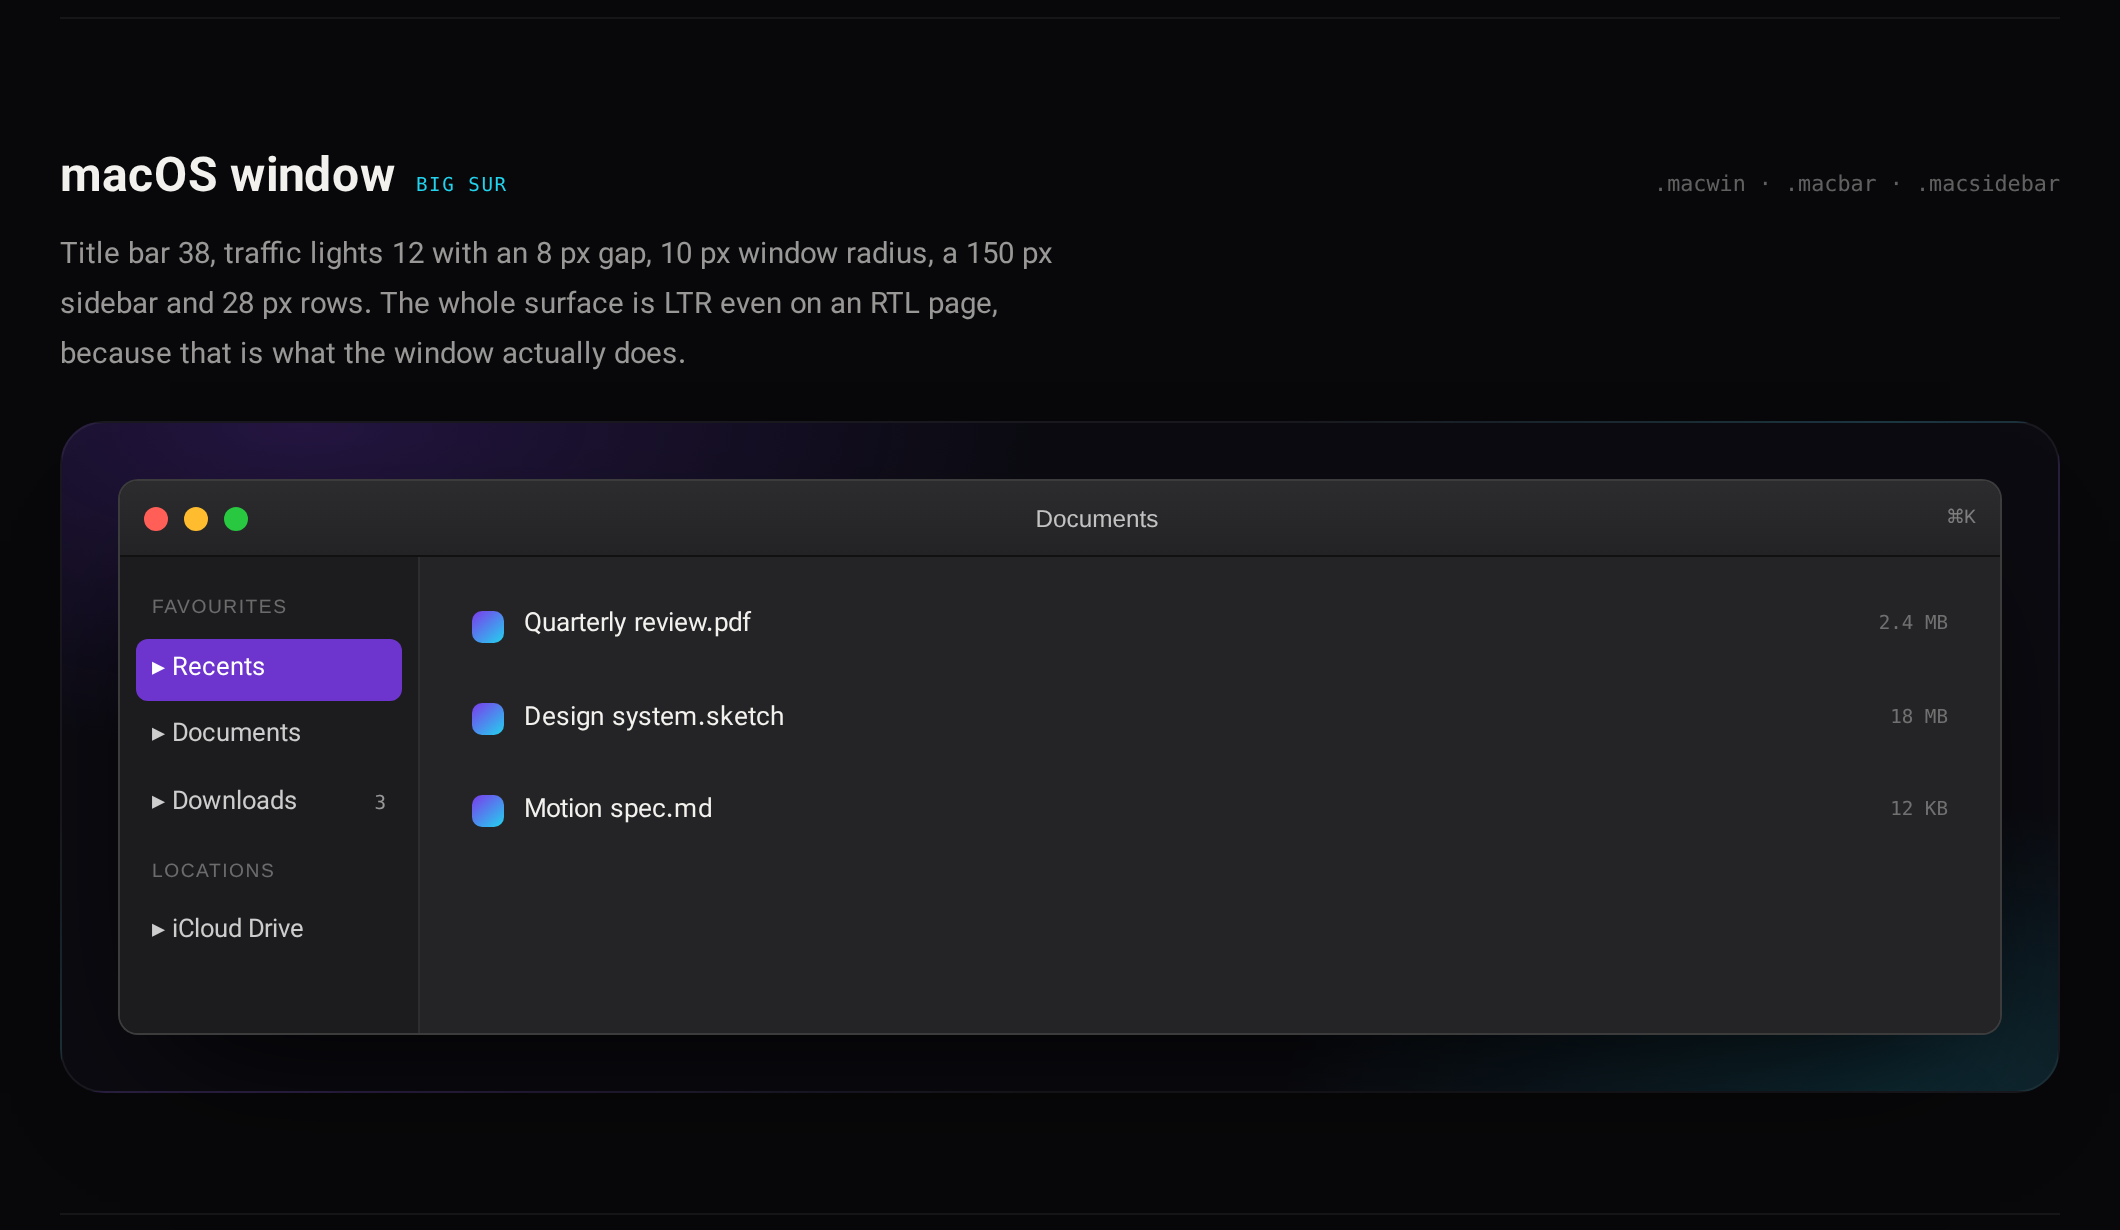 macOS window BIG SUR
.macwin · .macbar · .macsidebar
Title bar 38, traffic lights 12 with an 8 px gap, 10 px window radius, a 150 px
sidebar and 28 px rows. The whole surface is LTR even on an RTL page,
because that is what the window actually does.
Documents
⌘K
FAVOURITES
▸ Recents
▸ Documents
▸ Downloads 3
LOCATIONS
▸ iCloud Drive
Quarterly review.pdf 2.4 MB
Design system.sketch 18 MB
Motion spec.md 12 KB